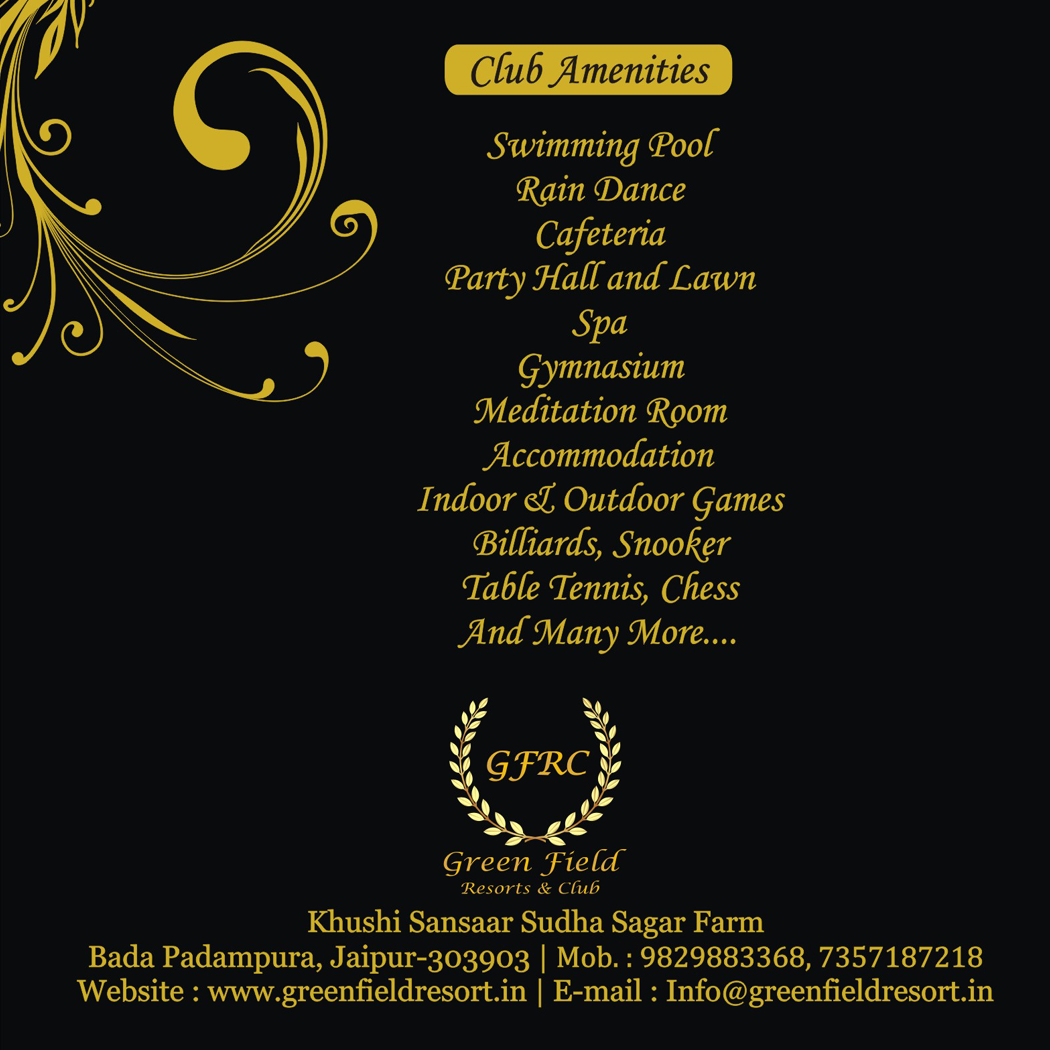 Club Amenities
Swimming Pool
Rain Dance
Cafeteria
Party Hall and Lawn
Spa
Gymnasium
Meditation Room
Accommodation
Indoor & Outdoor Games
Billiards, Snooker
Table Tennis, Chess
And Many More....
GFRC
Green Field
Resorts & Club
Khushi Sansaar Sudha Sagar Farm
Bada Padampura, Jaipur-303903 | Mob. : 9829883368, 7357187218
Website : www.greenfieldresort.in | E-mail : Info@greenfieldresort.in